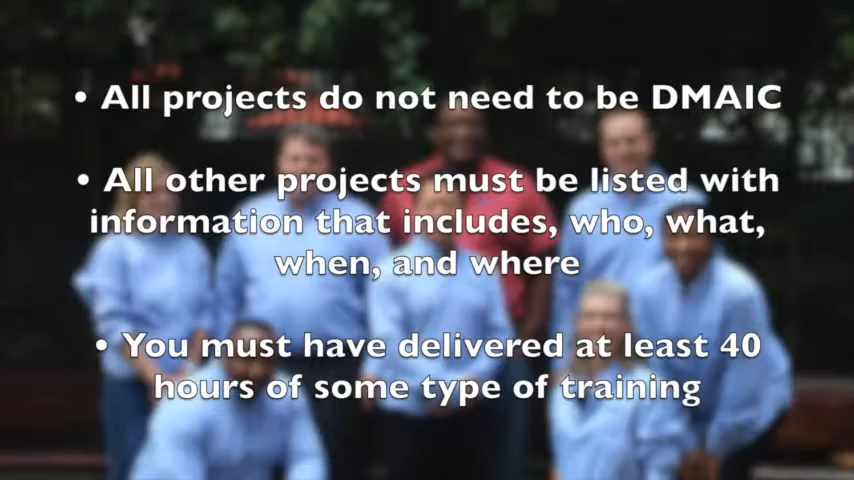 • All projects do not need to be DMAIC
• All other projects must be listed with
information that includes, who, what,
when, and where
• You must have delivered at least 40
hours of some type of training